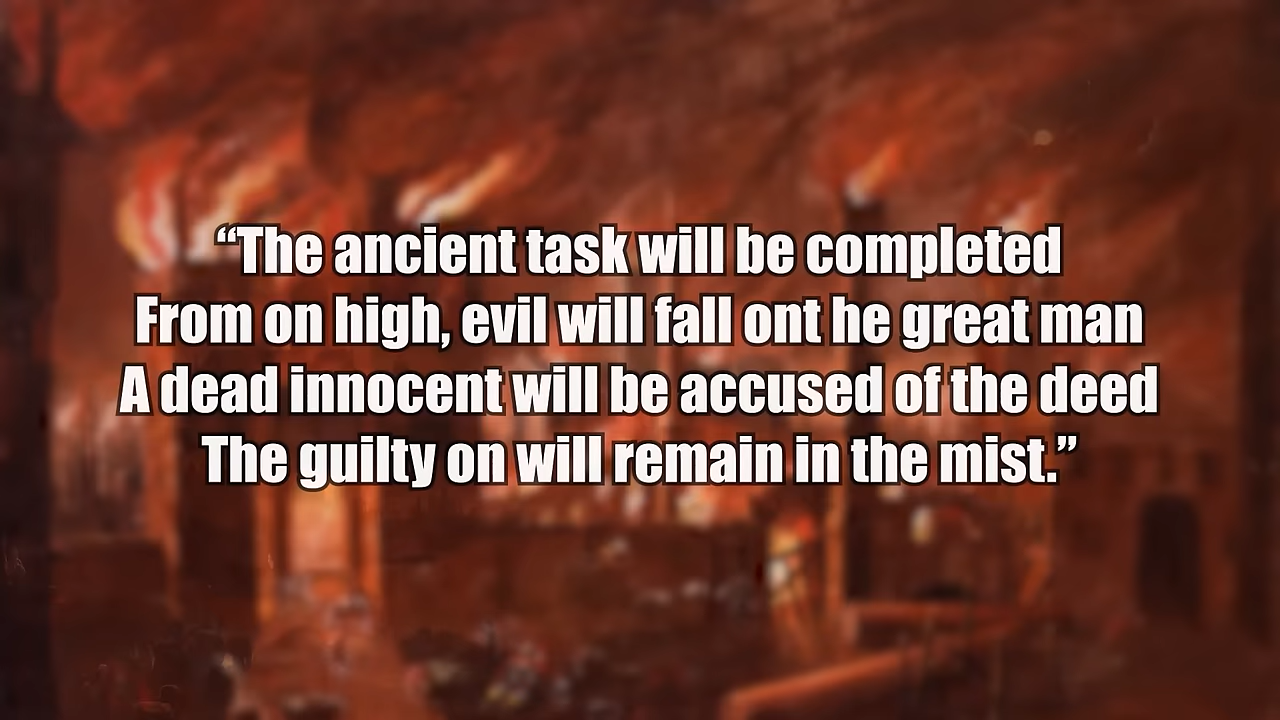 “The ancient task will be completed
From on high, evil will fall ont he great man
A dead innocent will be accused of the deed
The guilty on will remain in the mist.”